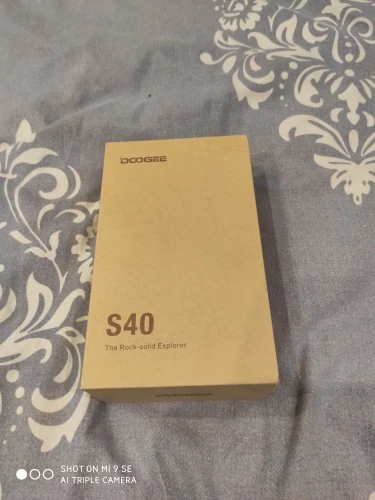 DOOGEE
S40
The Rock-solid Explorer
SHOT ON MI 9 SE
AI TRIPLE CAMERA